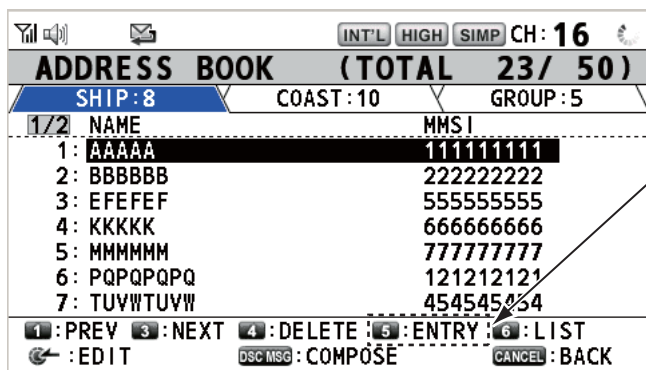 INT'L HIGH SIMP CH: 16
ADDRESS BOOK (TOTAL 23/ 50)
SHIP:8 COAST:10 GROUP:5
1/2 NAME MMSI
1: AAAAA 111111111
2: BBBBBB 222222222
3: EFEFEF 555555555
4: KKKKK 666666666
5: MMMMMM 777777777
6: PQPQPQPQ 121212121
7: TUVWTUVW 454545454
1:PREV 3:NEXT 4:DELETE 5:ENTRY 6:LIST
:EDIT DSC MSG:COMPOSE CANCEL:BACK